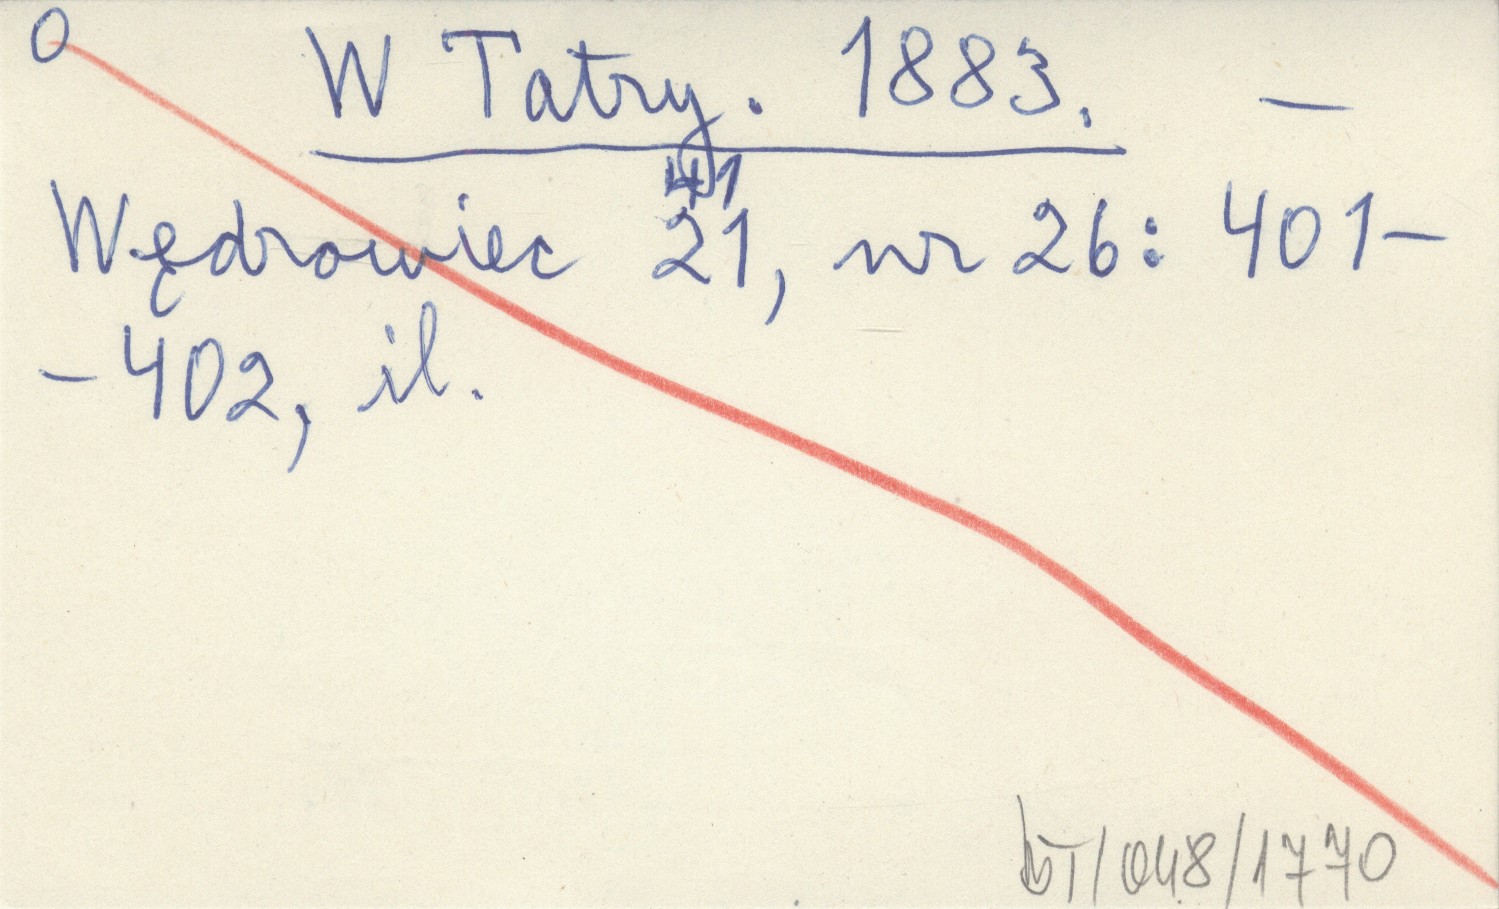 O
W Tatry. 1883. —
41
Wędrowiec 21, nr 26: 401-
-402, il.
BT/048/1770